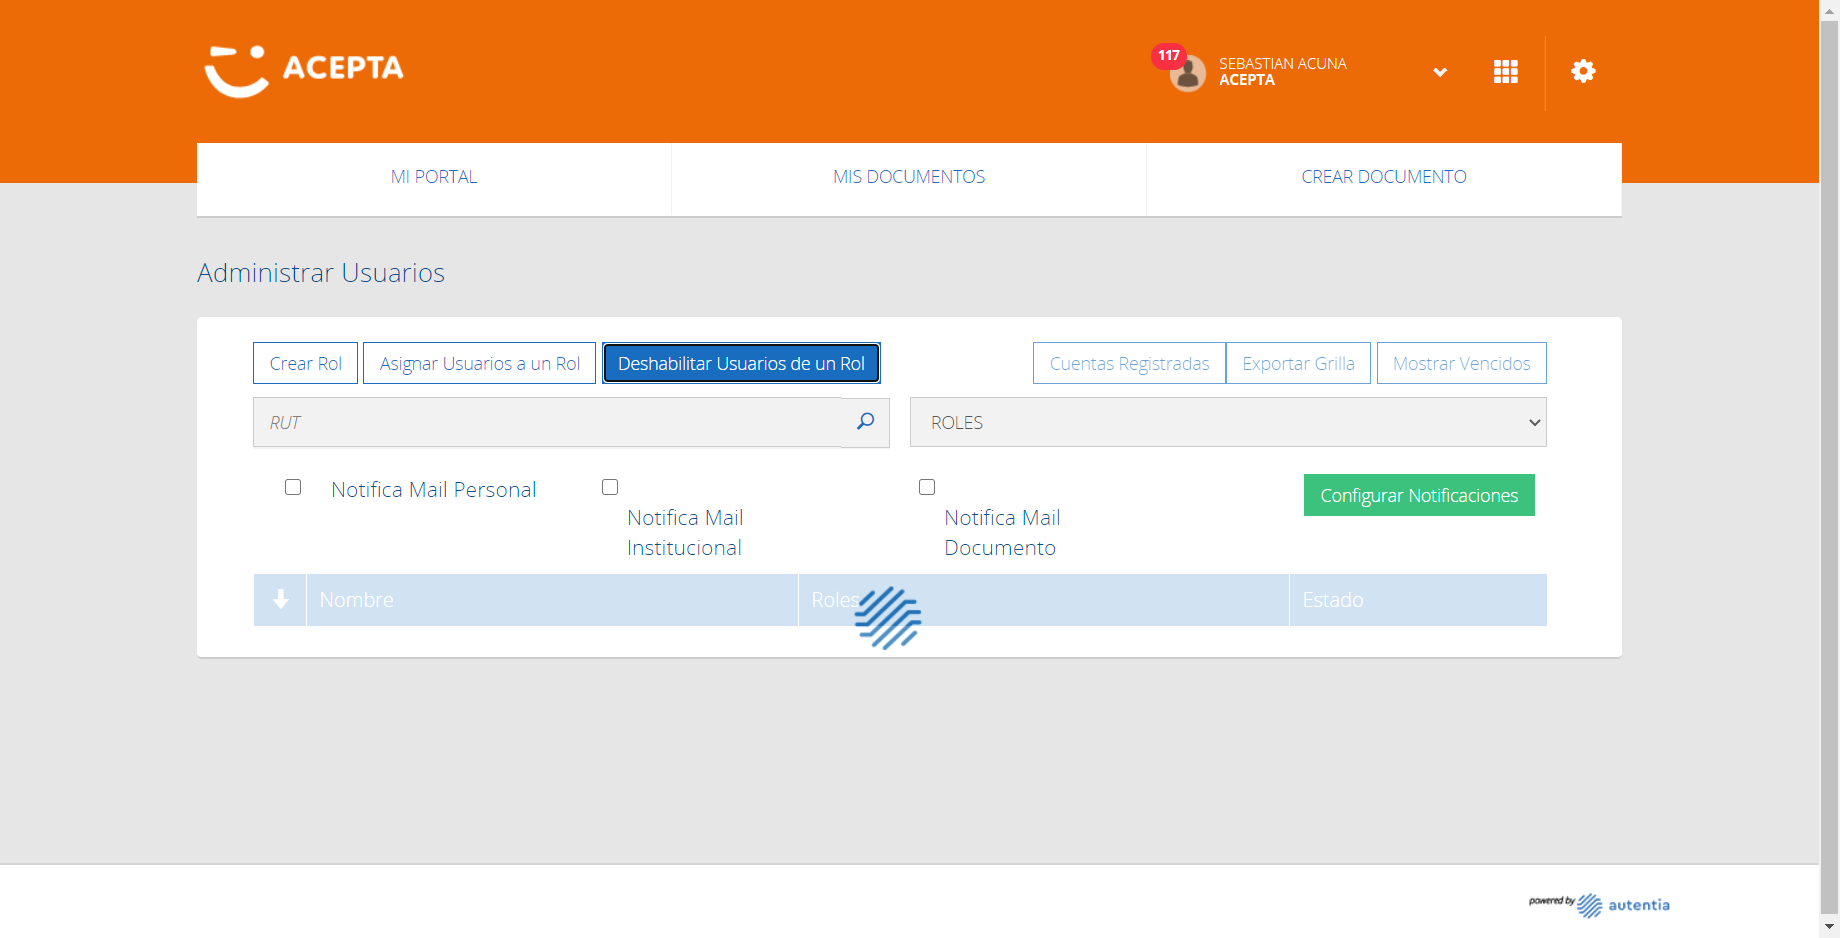 ACEPTA
117
SEBASTIAN ACUNA
ACEPTA
MI PORTAL
MIS DOCUMENTOS
CREAR DOCUMENTO
Administrar Usuarios
Crear Rol
Asignar Usuarios a un Rol
Deshabilitar Usuarios de un Rol
Cuentas Registradas
Exportar Grilla
Mostrar Vencidos
RUT
ROLES
Notifica Mail Personal
Notifica Mail
Institucional
Notifica Mail
Documento
Configurar Notificaciones
Nombre
Roles
Estado
powered by autentia